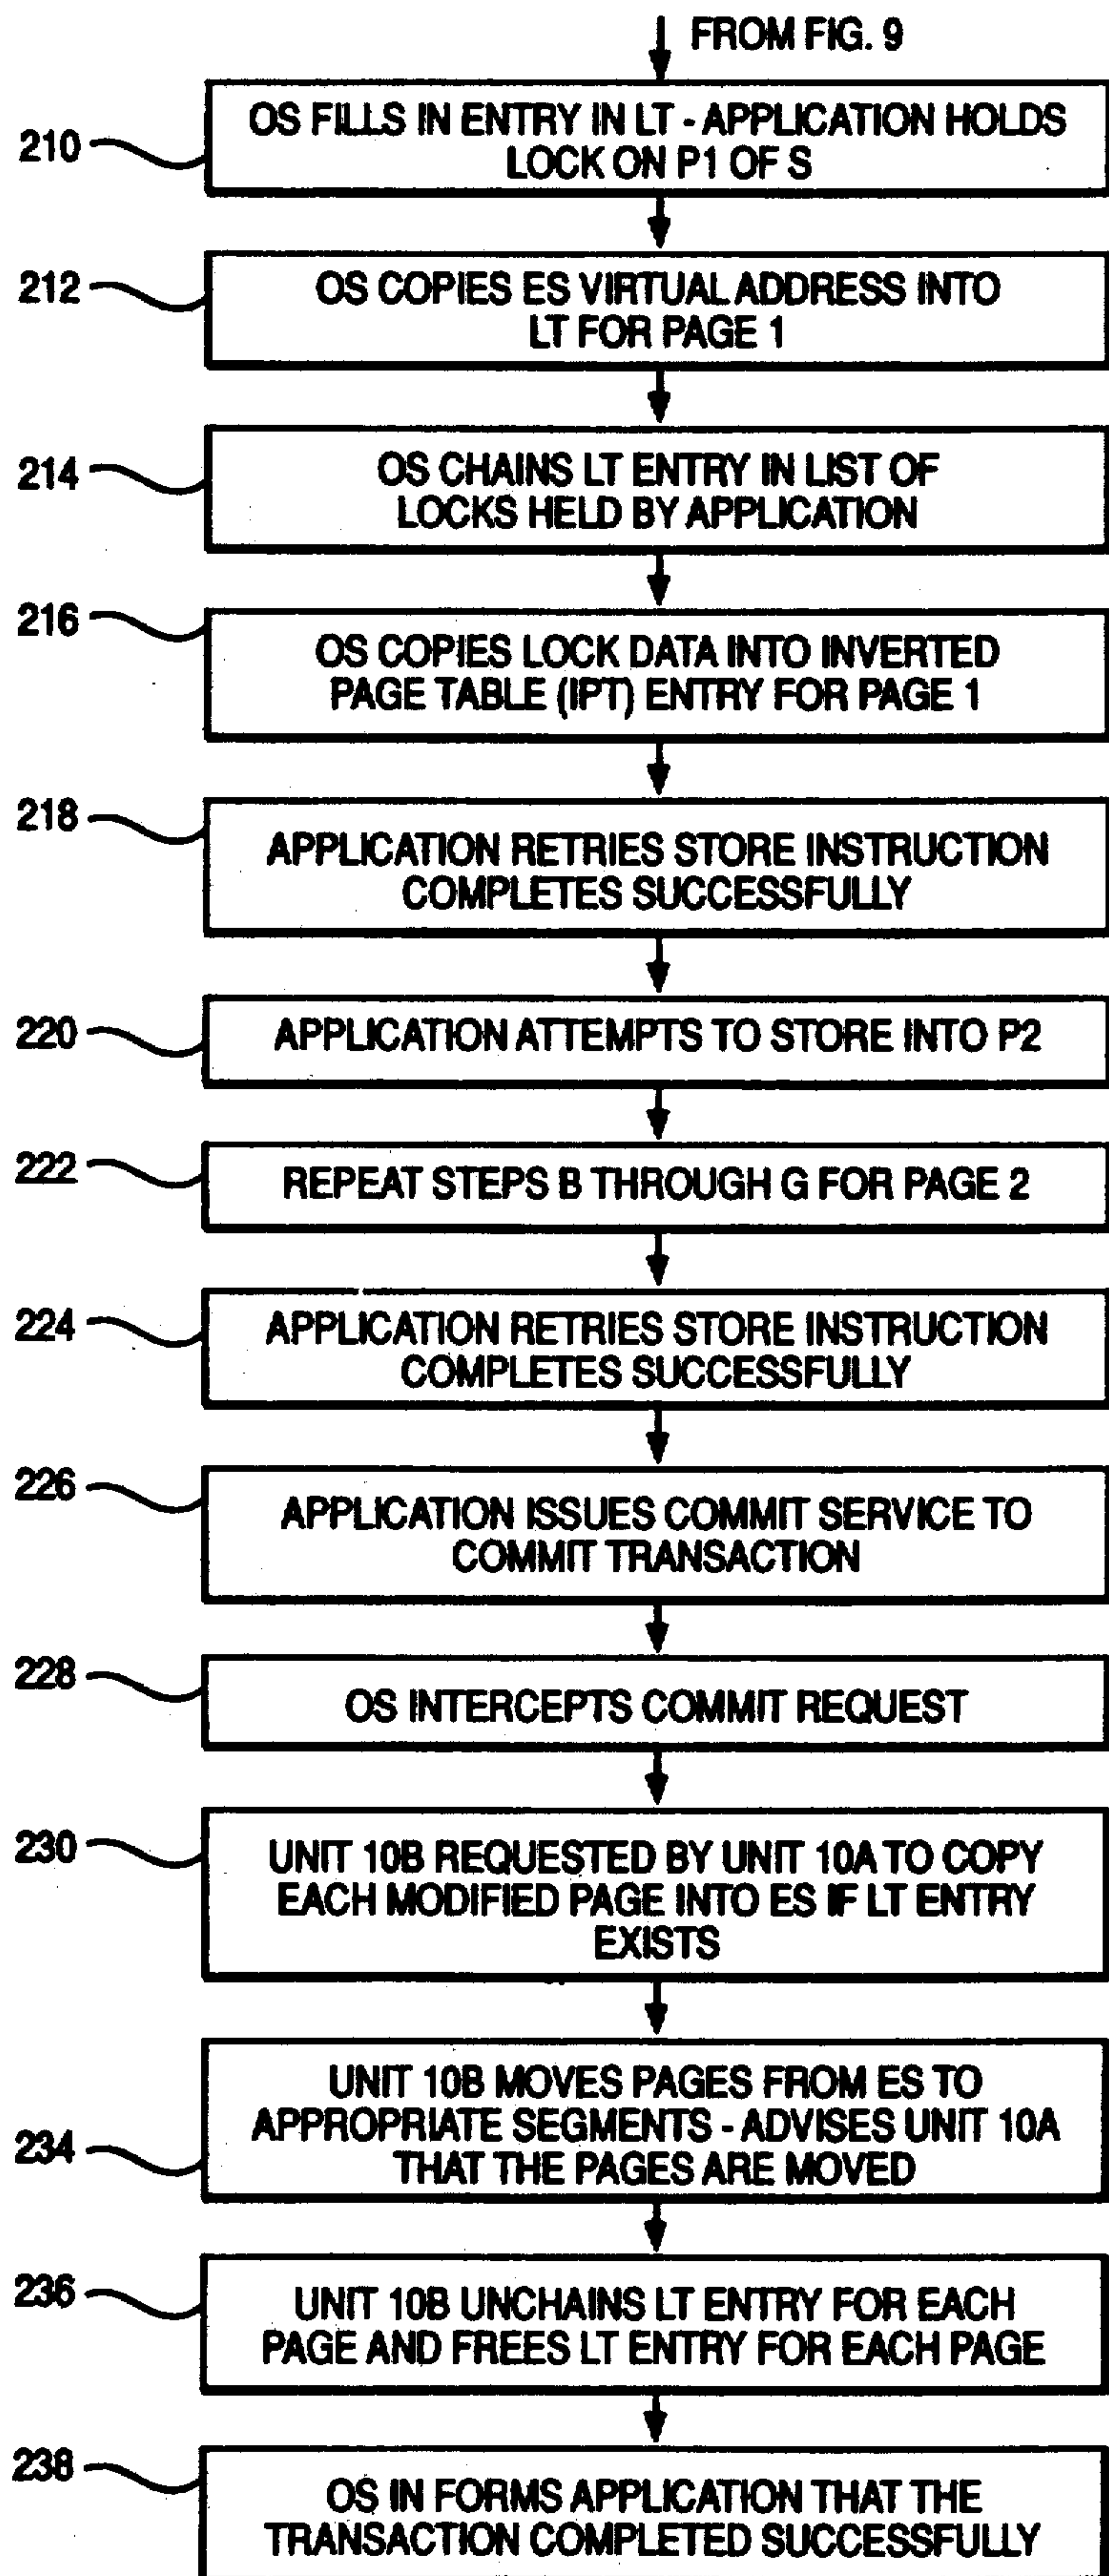 FROM FIG. 9
210
OS FILLS IN ENTRY IN LT - APPLICATION HOLDS
LOCK ON P1 OF S
212
OS COPIES ES VIRTUAL ADDRESS INTO
LT FOR PAGE 1
214
OS CHAINS LT ENTRY IN LIST OF
LOCKS HELD BY APPLICATION
216
OS COPIES LOCK DATA INTO INVERTED
PAGE TABLE (IPT) ENTRY FOR PAGE 1
218
APPLICATION RETRIES STORE INSTRUCTION
COMPLETES SUCCESSFULLY
220
APPLICATION ATTEMPTS TO STORE INTO P2
222
REPEAT STEPS B THROUGH G FOR PAGE 2
224
APPLICATION RETRIES STORE INSTRUCTION
COMPLETES SUCCESSFULLY
226
APPLICATION ISSUES COMMIT SERVICE TO
COMMIT TRANSACTION
228
OS INTERCEPTS COMMIT REQUEST
230
UNIT 10B REQUESTED BY UNIT 10A TO COPY
EACH MODIFIED PAGE INTO ES IF LT ENTRY
EXISTS
234
UNIT 10B MOVES PAGES FROM ES TO
APPROPRIATE SEGMENTS - ADVISES UNIT 10A
THAT THE PAGES ARE MOVED
236
UNIT 10B UNCHAINS LT ENTRY FOR EACH
PAGE AND FREES LT ENTRY FOR EACH PAGE
238
OS IN FORMS APPLICATION THAT THE
TRANSACTION COMPLETED SUCCESSFULLY